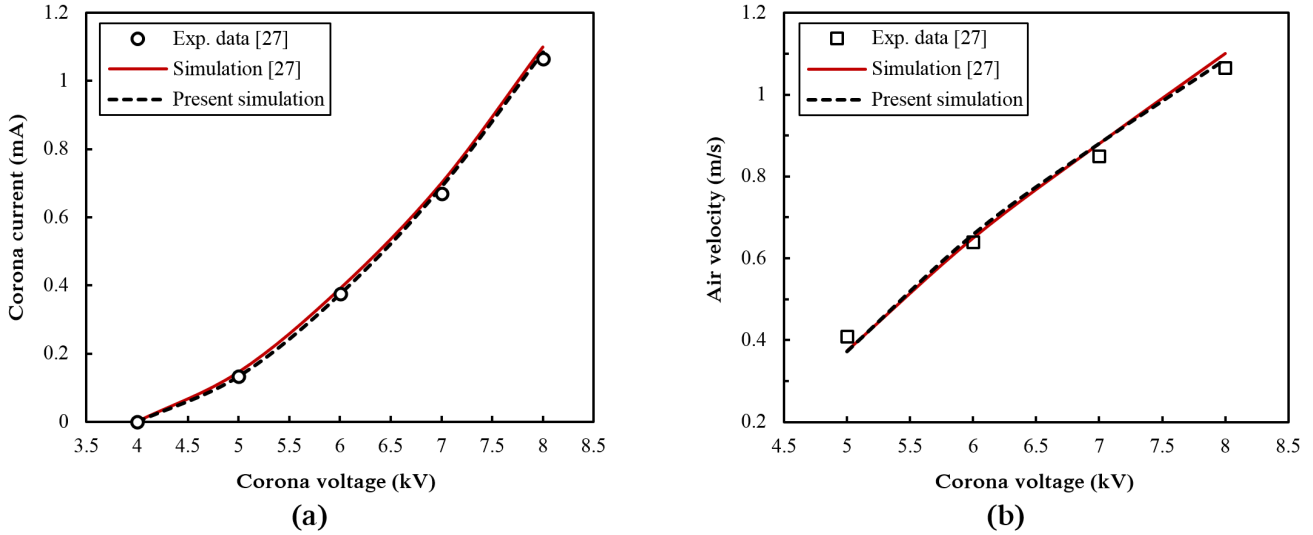 Exp. data [27]
Simulation [27]
Present simulation
1.2
1
0.8
0.6
0.4
0.2
0
Corona current (mA)
3.5 4 4.5 5 5.5 6 6.5 7 7.5 8 8.5
Corona voltage (kV)
(a)
Exp. data [27]
Simulation [27]
Present simulation
1.2
1
0.8
0.6
0.4
0.2
Air velocity (m/s)
4.5 5 5.5 6 6.5 7 7.5 8 8.5
Corona voltage (kV)
(b)